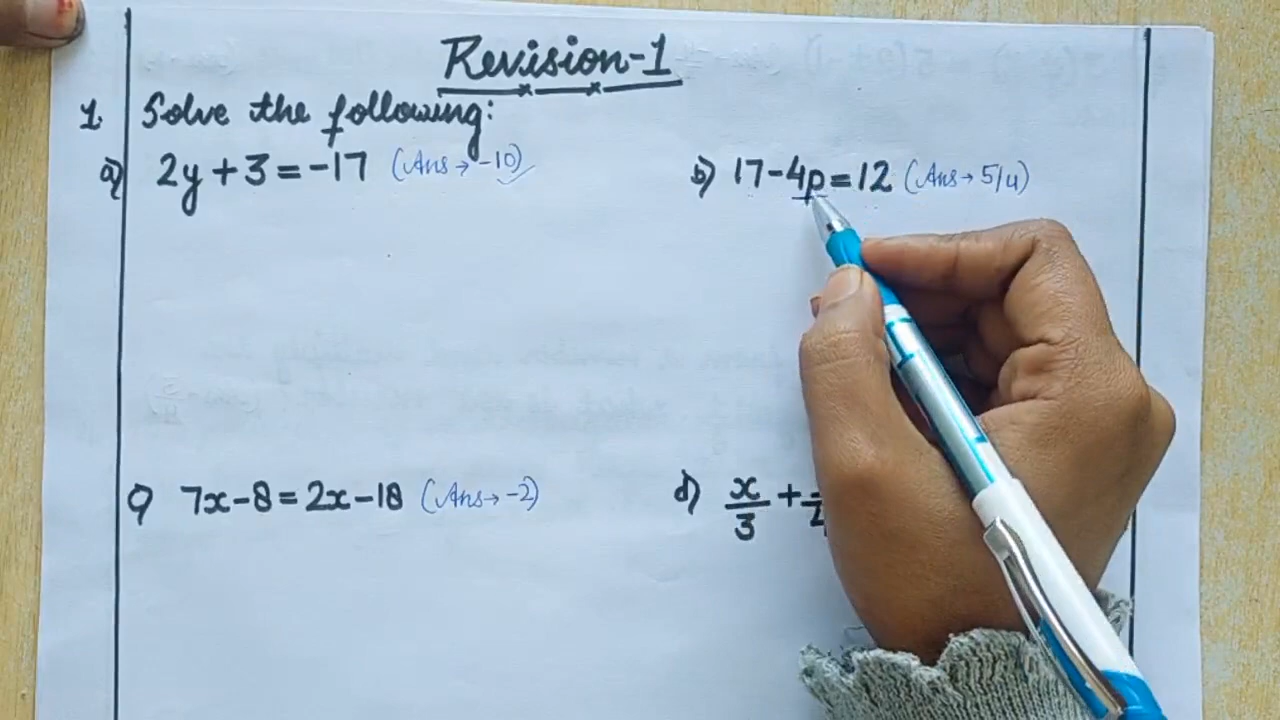 Revision-1
1. Solve the following:
a) 2y + 3 = -17 (Ans → -10)
b) 17 - 4p = 12 (Ans → 5/4)
c) 7x - 8 = 2x - 18 (Ans → -2)
d) x/3 +